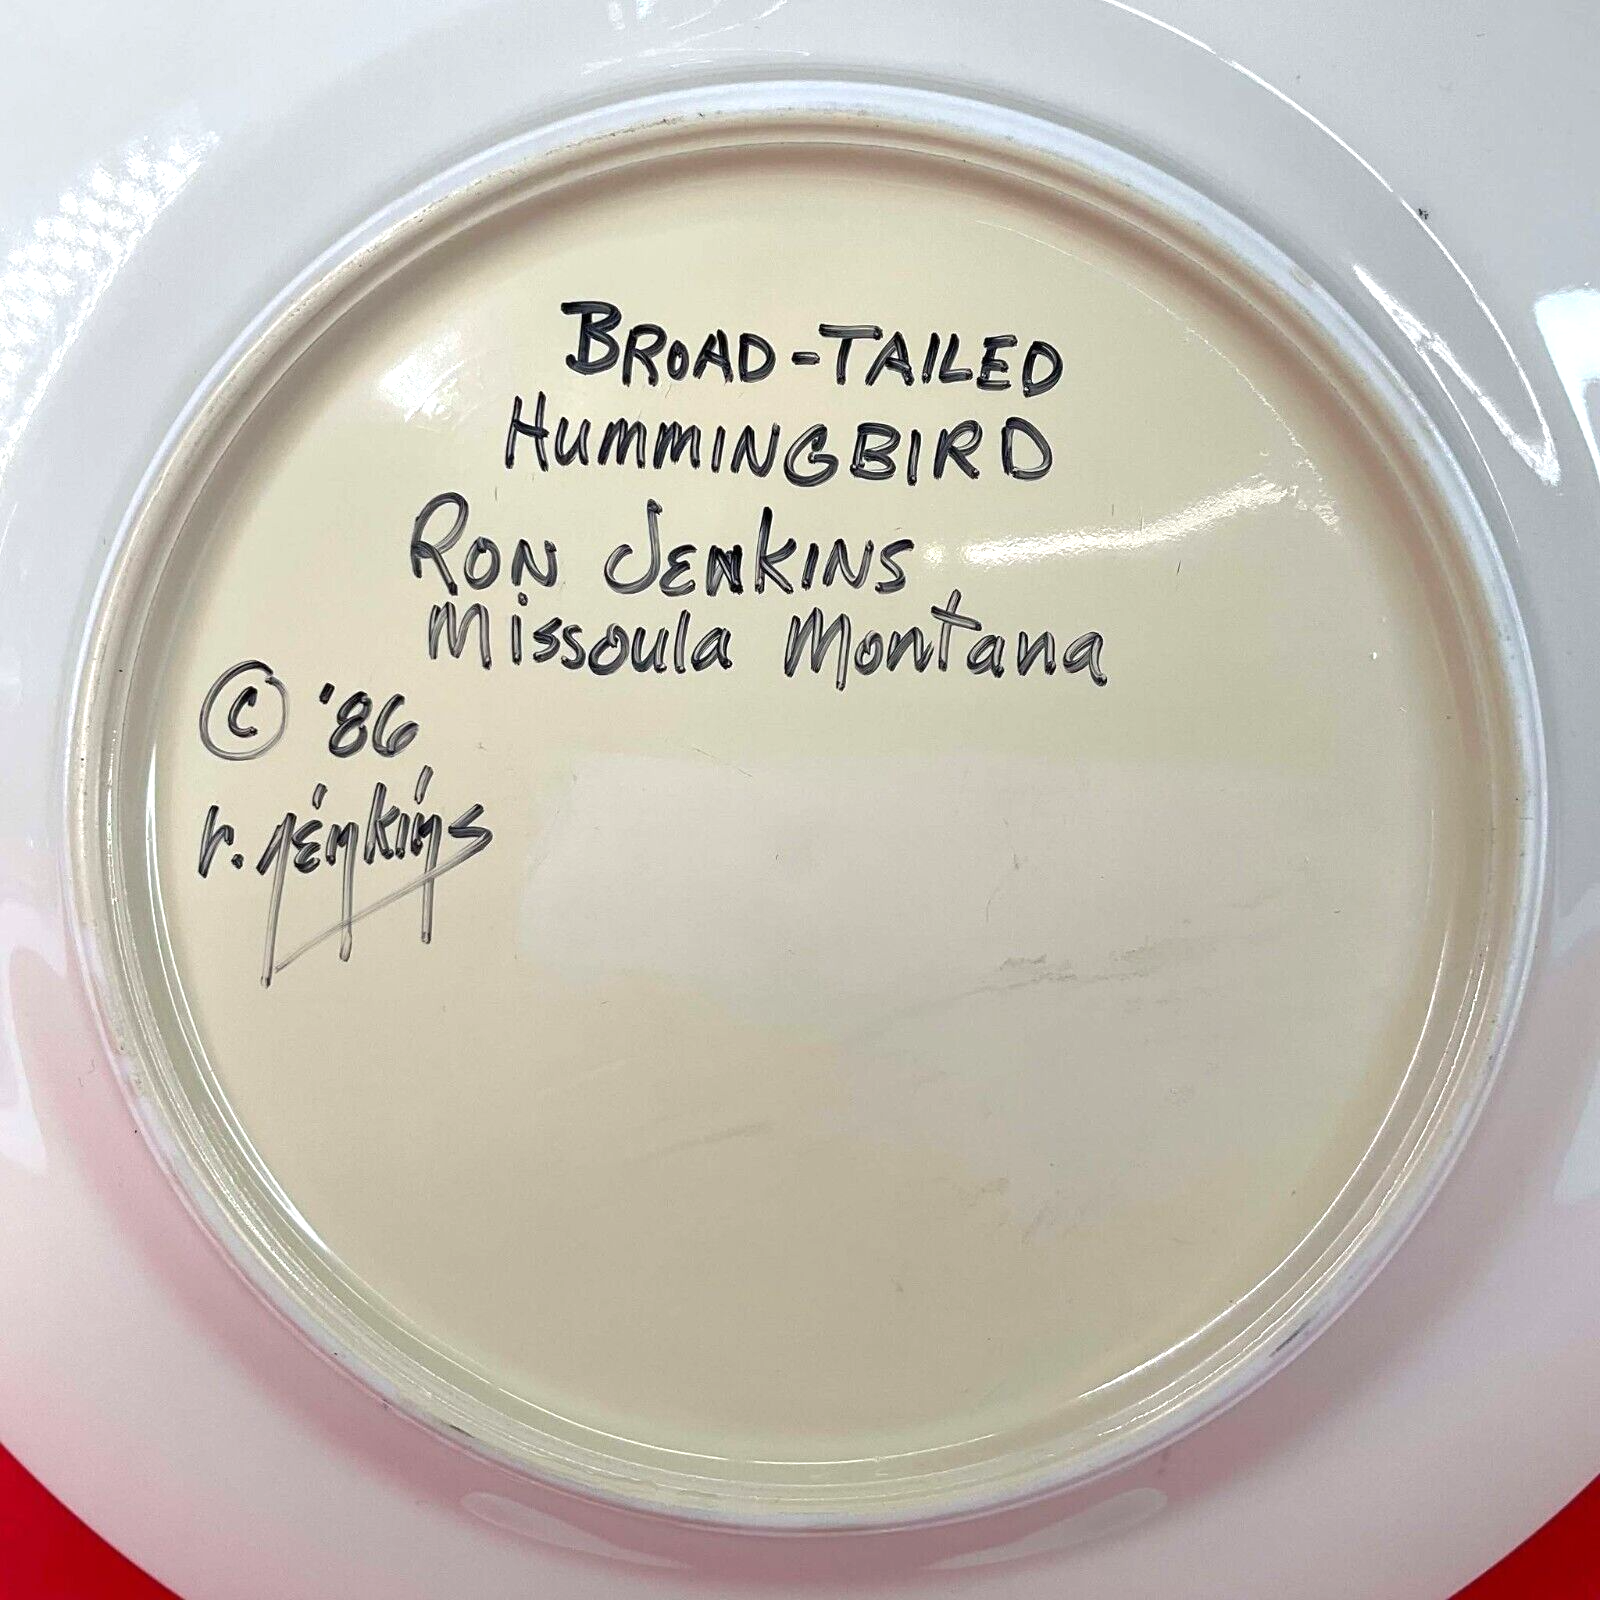 BROAD-TAILED
HUMMINGBIRD
RON JENKINS
Missoula Montana
© '86
r. jenkins